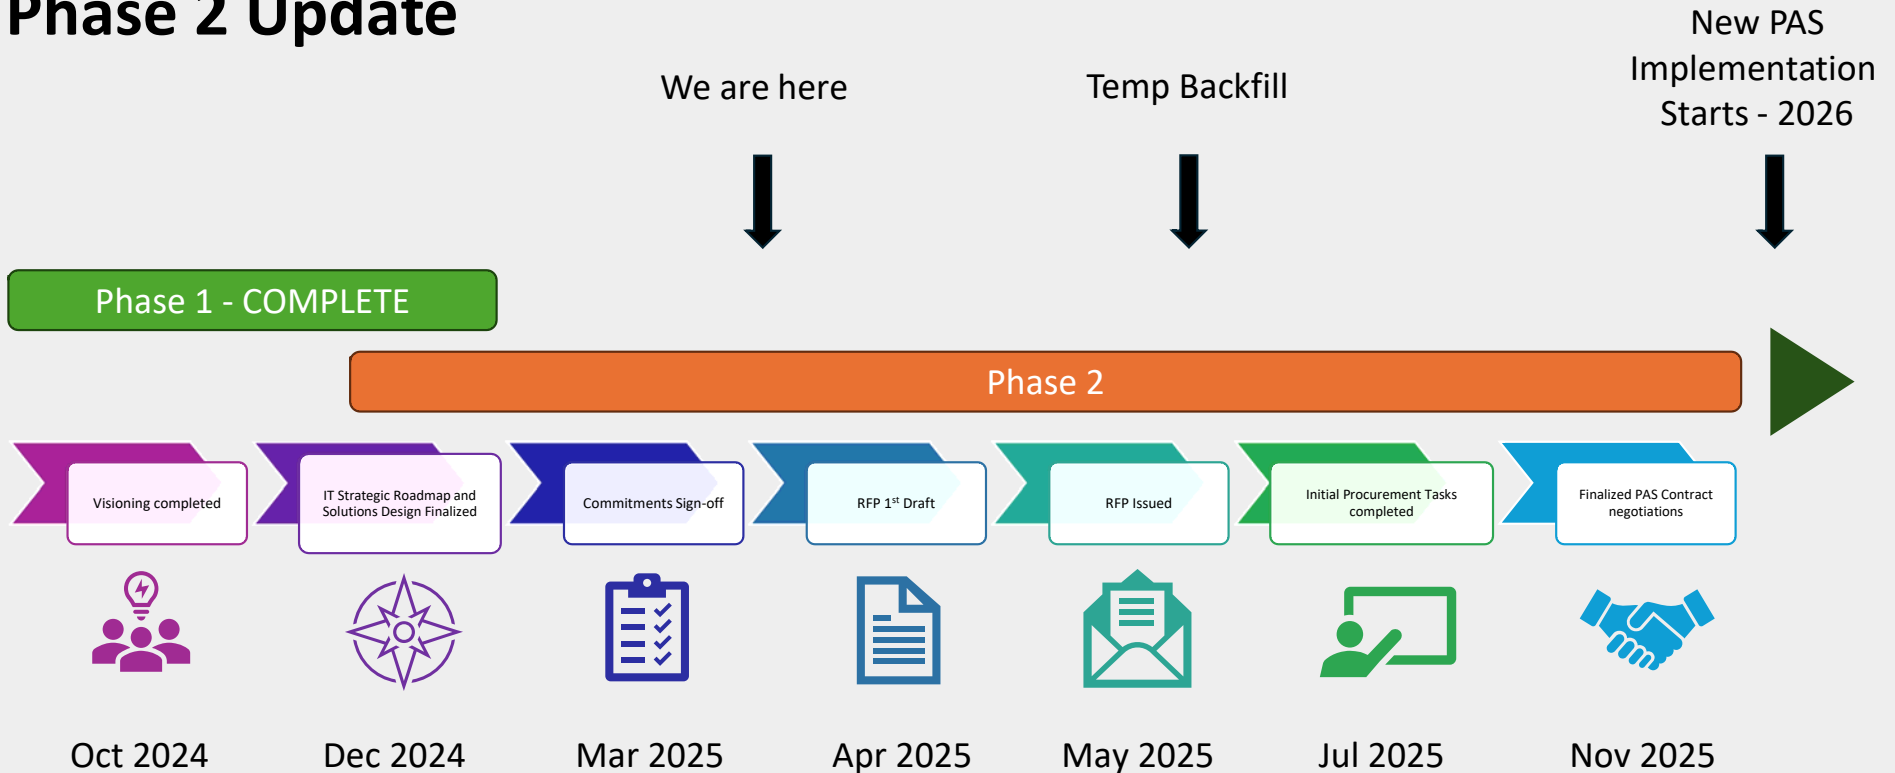 Phase 2 Update
We are here
Temp Backfill
New PAS
Implementation
Starts - 2026
Phase 1 - COMPLETE
Phase 2
Visioning completed
IT Strategic Roadmap and
Solutions Design Finalized
Commitments Sign-off
RFP 1st Draft
RFP Issued
Initial Procurement Tasks
completed
Finalized PAS Contract
negotiations
Oct 2024
Dec 2024
Mar 2025
Apr 2025
May 2025
Jul 2025
Nov 2025